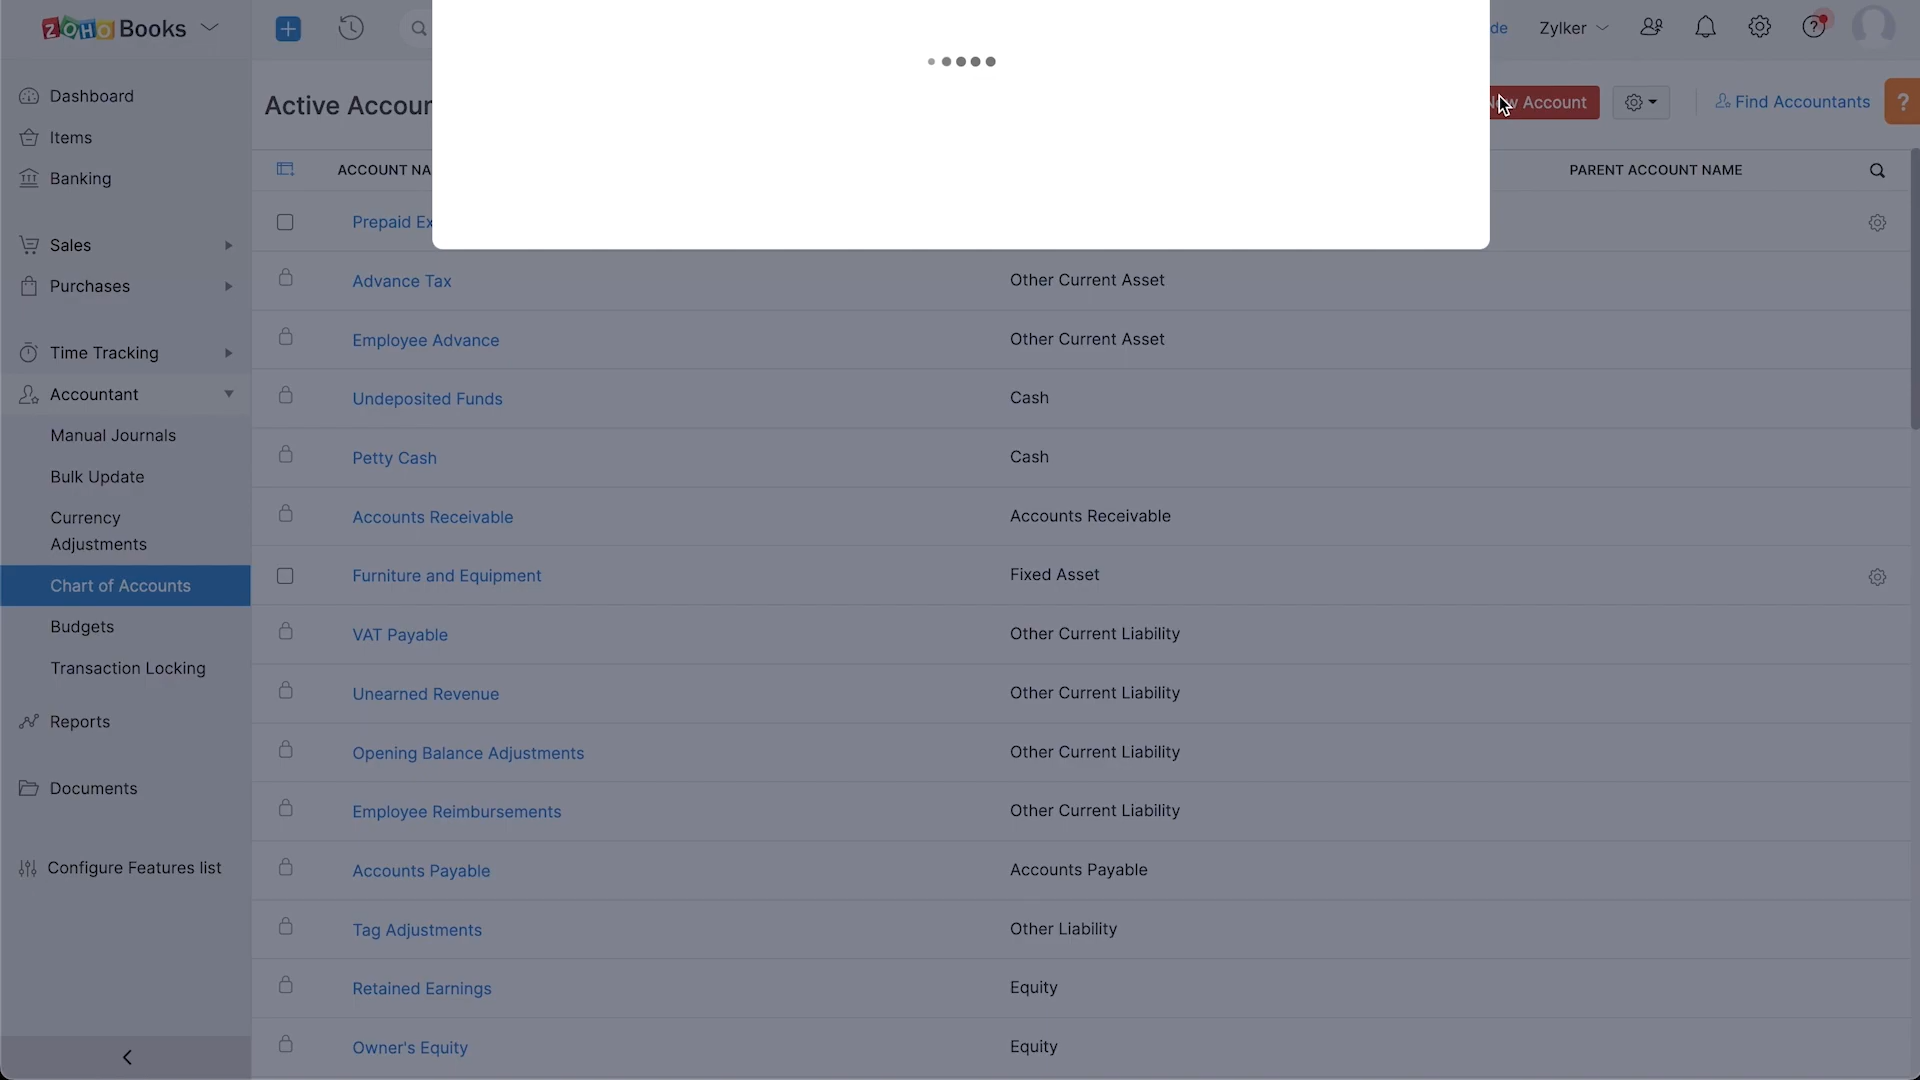 ZOHO Books
de
Zylker
Dashboard
Items
Banking
Sales
Purchases
Time Tracking
Accountant
Manual Journals
Bulk Update
Currency
Adjustments
Chart of Accounts
Budgets
Transaction Locking
Reports
Documents
Configure Features list
Active Accoun
New Account
Find Accountants
?
ACCOUNT NA
PARENT ACCOUNT NAME
Prepaid Ex
Advance Tax Other Current Asset
Employee Advance Other Current Asset
Undeposited Funds Cash
Petty Cash Cash
Accounts Receivable Accounts Receivable
Furniture and Equipment Fixed Asset
VAT Payable Other Current Liability
Unearned Revenue Other Current Liability
Opening Balance Adjustments Other Current Liability
Employee Reimbursements Other Current Liability
Accounts Payable Accounts Payable
Tag Adjustments Other Liability
Retained Earnings Equity
Owner's Equity Equity